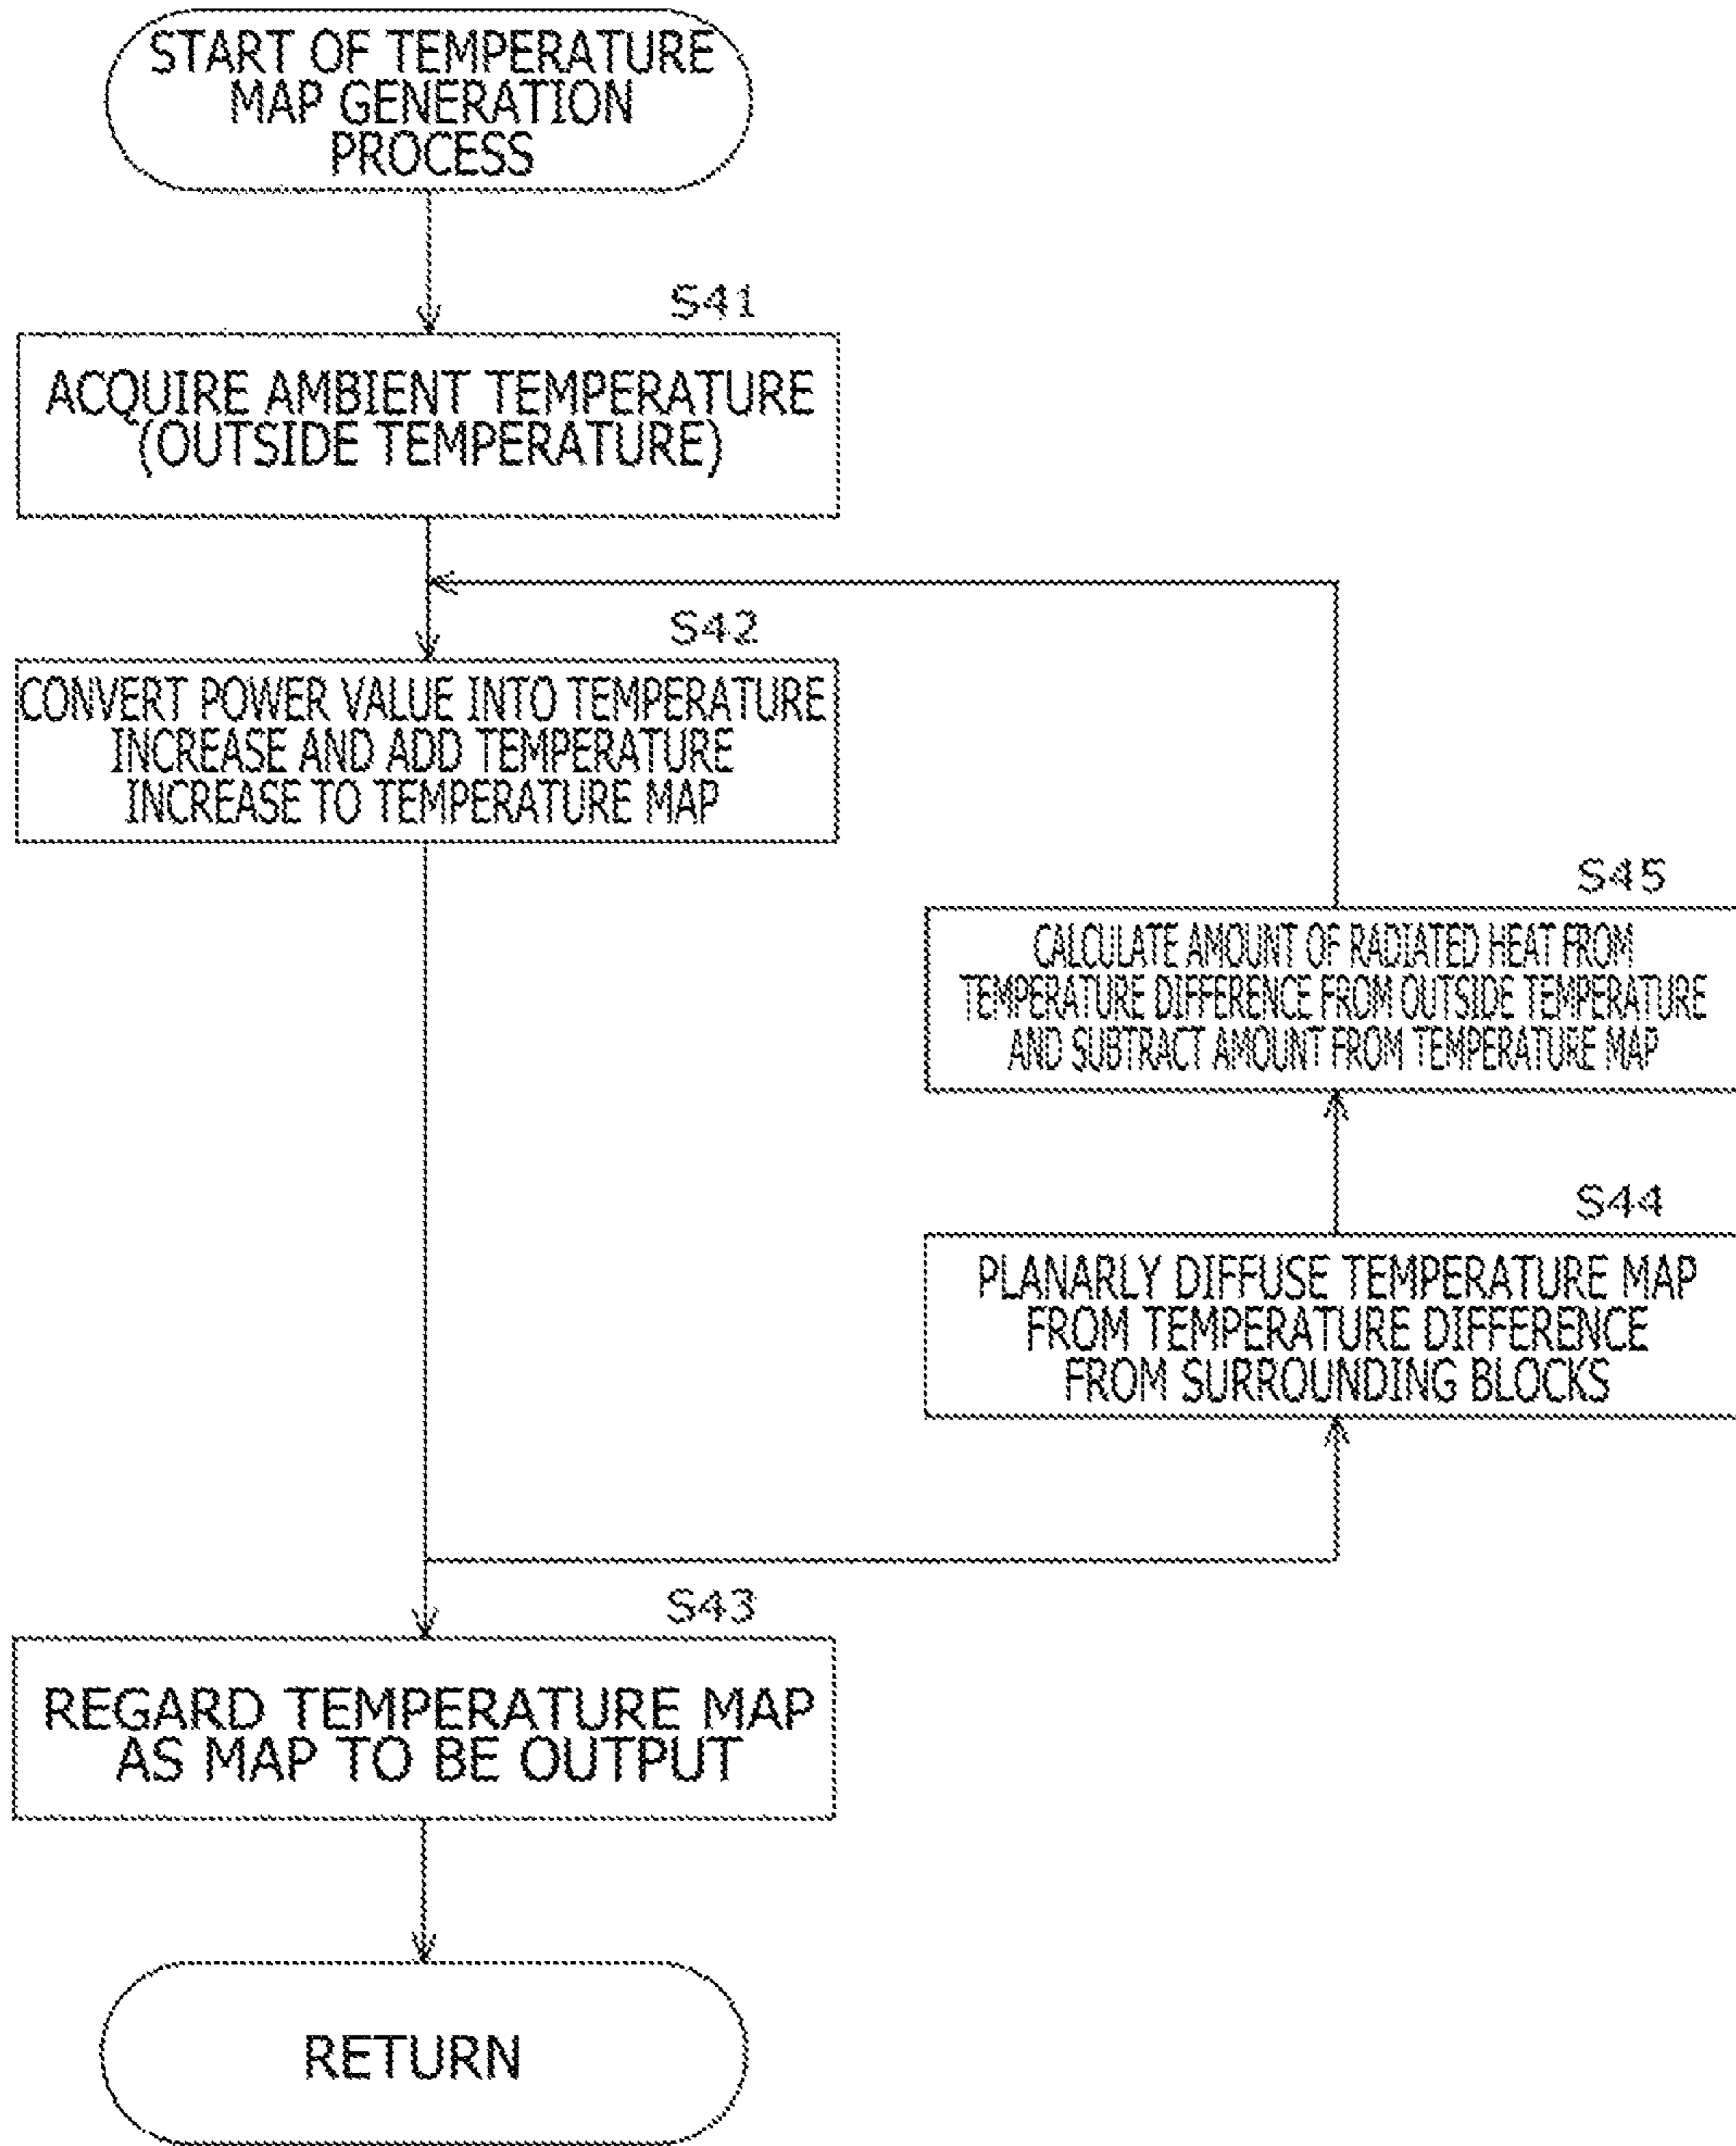 START OF TEMPERATURE
MAP GENERATION
PROCESS
S41
ACQUIRE AMBIENT TEMPERATURE
(OUTSIDE TEMPERATURE)
S42
CONVERT POWER VALUE INTO TEMPERATURE
INCREASE AND ADD TEMPERATURE
INCREASE TO TEMPERATURE MAP
S45
CALCULATE AMOUNT OF RADIATED HEAT FROM
TEMPERATURE DIFFERENCE FROM OUTSIDE TEMPERATURE
AND SUBTRACT AMOUNT FROM TEMPERATURE MAP
S44
PLANARLY DIFFUSE TEMPERATURE MAP
FROM TEMPERATURE DIFFERENCE
FROM SURROUNDING BLOCKS
S43
REGARD TEMPERATURE MAP
AS MAP TO BE OUTPUT
RETURN